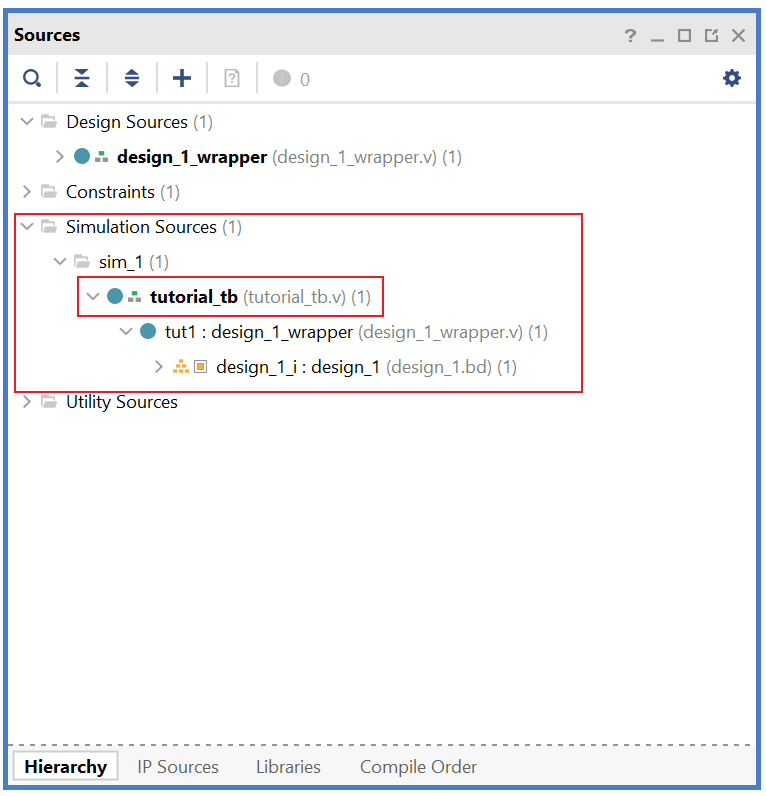 Sources
?
? 0
Design Sources (1)
design_1_wrapper (design_1_wrapper.v) (1)
Constraints (1)
Simulation Sources (1)
sim_1 (1)
tutorial_tb (tutorial_tb.v) (1)
tut1 : design_1_wrapper (design_1_wrapper.v) (1)
design_1_i : design_1 (design_1.bd) (1)
Utility Sources
Hierarchy IP Sources Libraries Compile Order